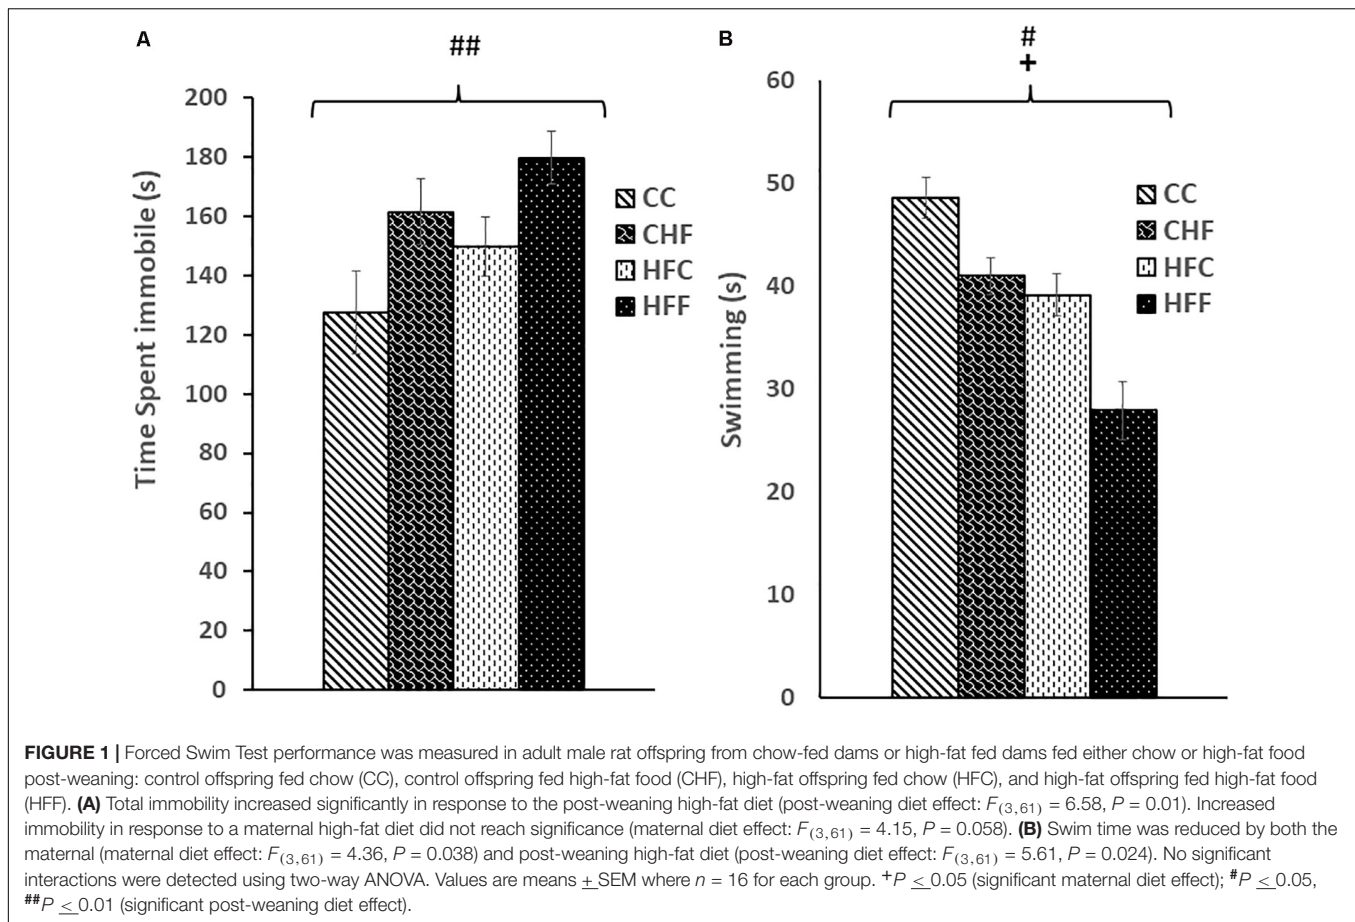 A
##
200
180
160
140
120
100
80
60
40
20
0
Time Spent immobile (s)
CC
CHF
HFC
HFF
B
#
+
60
50
40
30
20
10
0
Swimming (s)
CC
CHF
HFC
HFF
FIGURE 1 | Forced Swim Test performance was measured in adult male rat offspring from chow-fed dams or high-fat fed dams fed either chow or high-fat food
post-weaning: control offspring fed chow (CC), control offspring fed high-fat food (CHF), high-fat offspring fed chow (HFC), and high-fat offspring fed high-fat food
(HFF). (A) Total immobility increased significantly in response to the post-weaning high-fat diet (post-weaning diet effect: F(3,61) = 6.58, P = 0.01). Increased
immobility in response to a maternal high-fat diet did not reach significance (maternal diet effect: F(3,61) = 4.15, P = 0.058). (B) Swim time was reduced by both the
maternal (maternal diet effect: F(3,61) = 4.36, P = 0.038) and post-weaning high-fat diet (post-weaning diet effect: F(3,61) = 5.61, P = 0.024). No significant
interactions were detected using two-way ANOVA. Values are means ± SEM where n = 16 for each group. +P ≤ 0.05 (significant maternal diet effect); #P ≤ 0.05,
##P ≤ 0.01 (significant post-weaning diet effect).